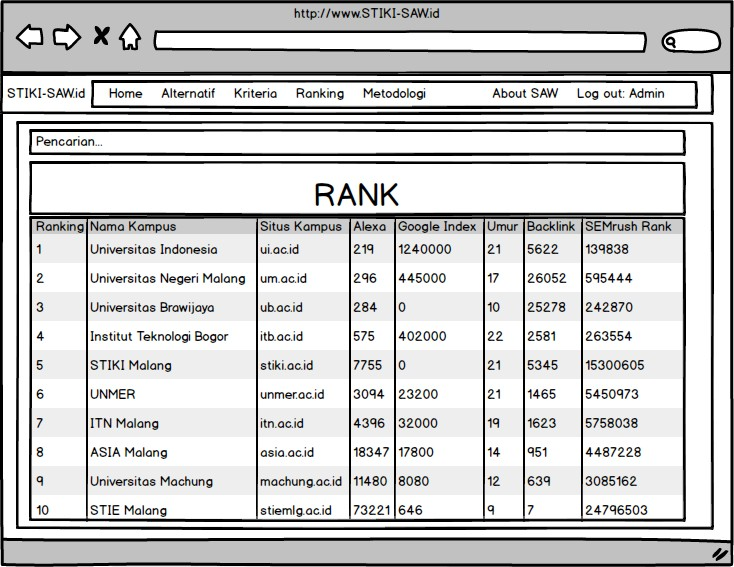 http://www.STIKI-SAW.id
STIKI-SAW.id Home Alternatif Kriteria Ranking Metodologi About SAW Log out: Admin
Pencarian...
RANK
Ranking Nama Kampus Situs Kampus Alexa Google Index Umur Backlink SEMrush Rank
1 Universitas Indonesia ui.ac.id 219 1240000 21 5622 139838
2 Universitas Negeri Malang um.ac.id 296 445000 17 26052 595444
3 Universitas Brawijaya ub.ac.id 284 0 10 25278 242870
4 Institut Teknologi Bogor itb.ac.id 575 402000 22 2581 263554
5 STIKI Malang stiki.ac.id 7755 0 21 5345 15300605
6 UNMER unmer.ac.id 3094 23200 21 1465 5450973
7 ITN Malang itn.ac.id 4396 32000 19 1623 5758038
8 ASIA Malang asia.ac.id 18347 17800 14 951 4487228
9 Universitas Machung machung.ac.id 11480 8080 12 639 3085162
10 STIE Malang stiemlg.ac.id 73221 646 9 7 24796503